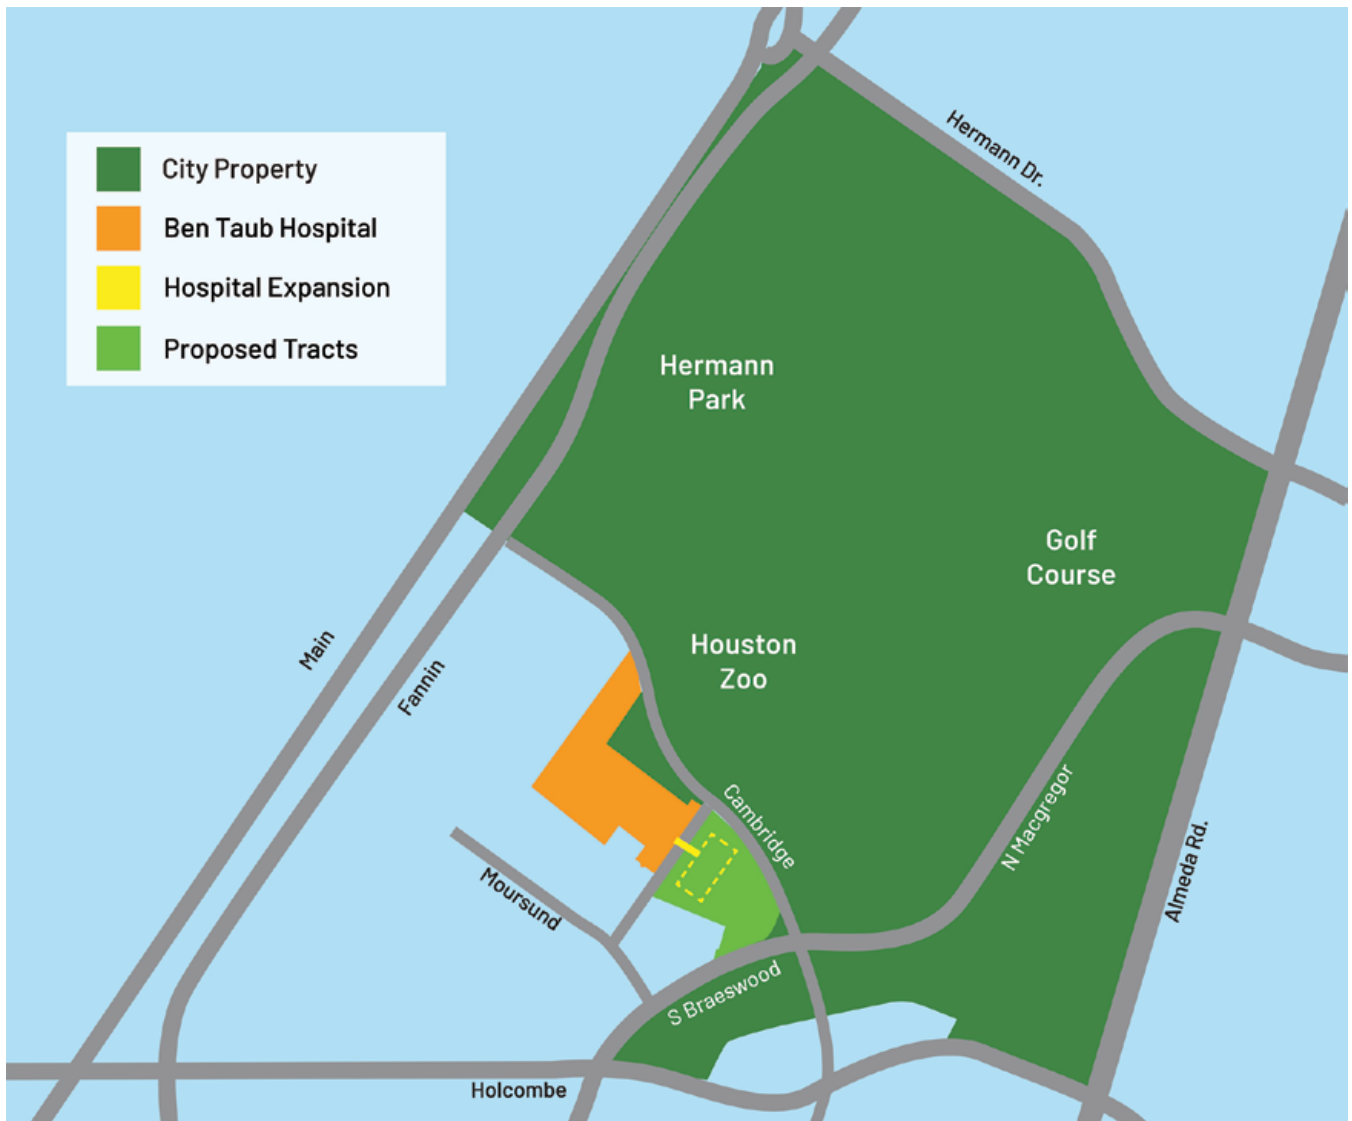 City Property
Ben Taub Hospital
Hospital Expansion
Proposed Tracts
Hermann Dr.
Hermann
Park
Golf
Course
Houston
Zoo
Main
Fannin
Cambridge
N Macgregor
Almeda Rd.
Moursund
S Braeswood
Holcombe